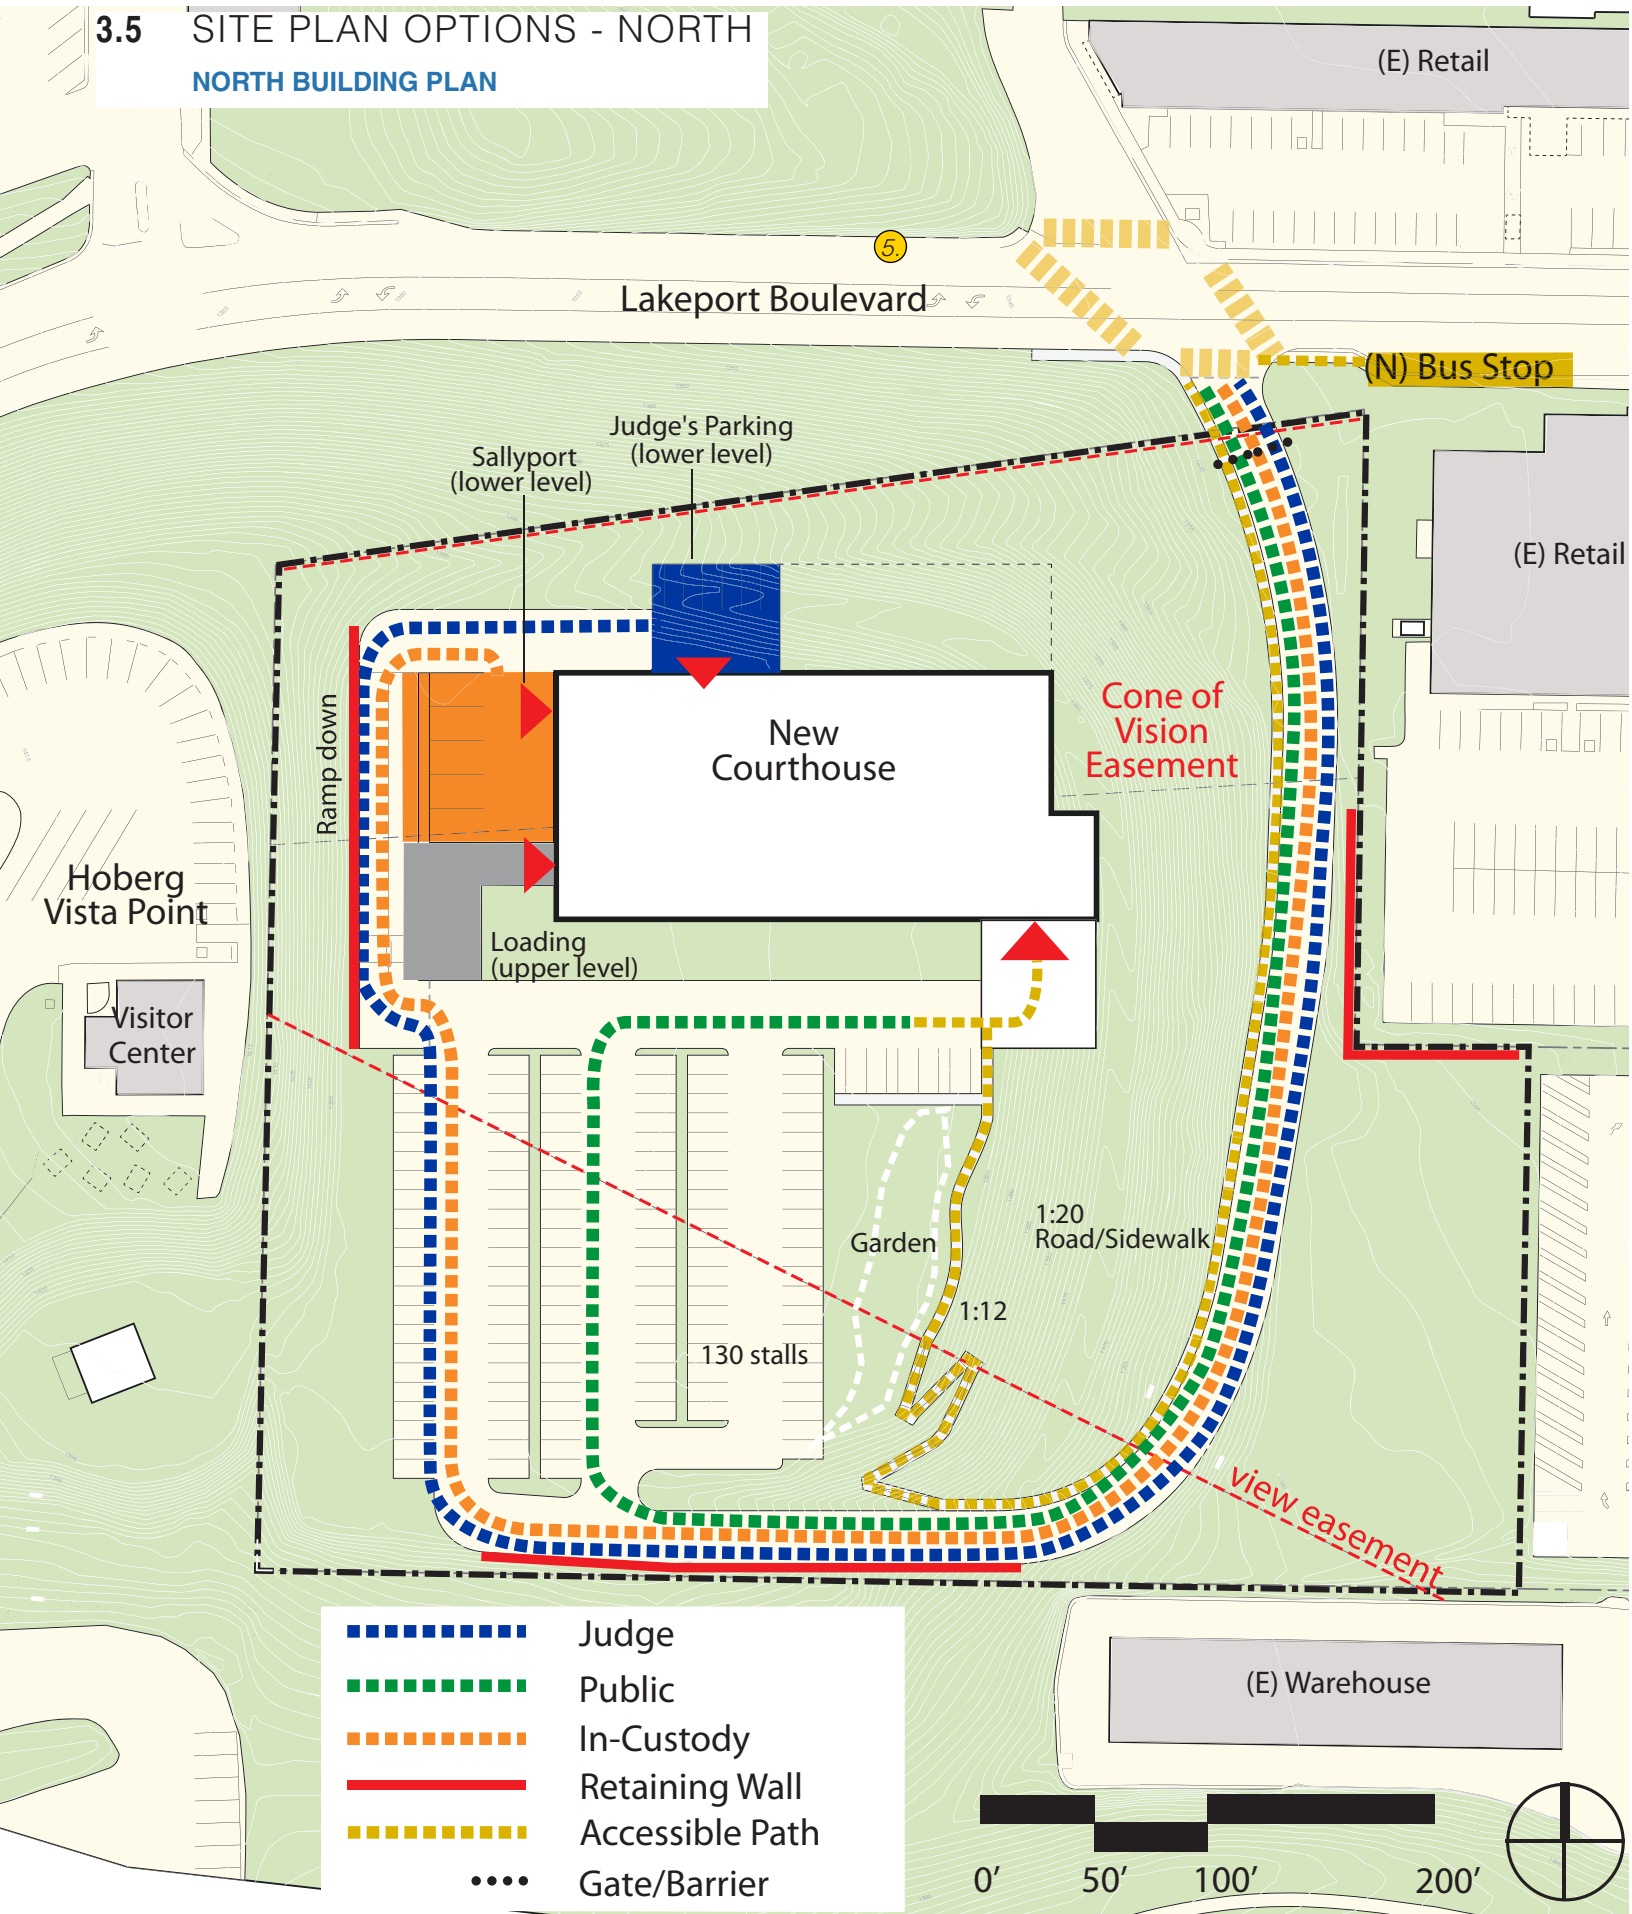 3.5 SITE PLAN OPTIONS - NORTH
NORTH BUILDING PLAN
(E) Retail
5.
Lakeport Boulevard
(N) Bus Stop
Judge's Parking
(lower level)
Sallyport
(lower level)
(E) Retail
Ramp down
New
Courthouse
Cone of
Vision
Easement
Hoberg
Vista Point
Loading
(upper level)
Visitor
Center
1:20
Road/Sidewalk
Garden
1:12
130 stalls
view easement
Judge
Public
In-Custody
Retaining Wall
Accessible Path
Gate/Barrier
(E) Warehouse
0’ 50’ 100’ 200’